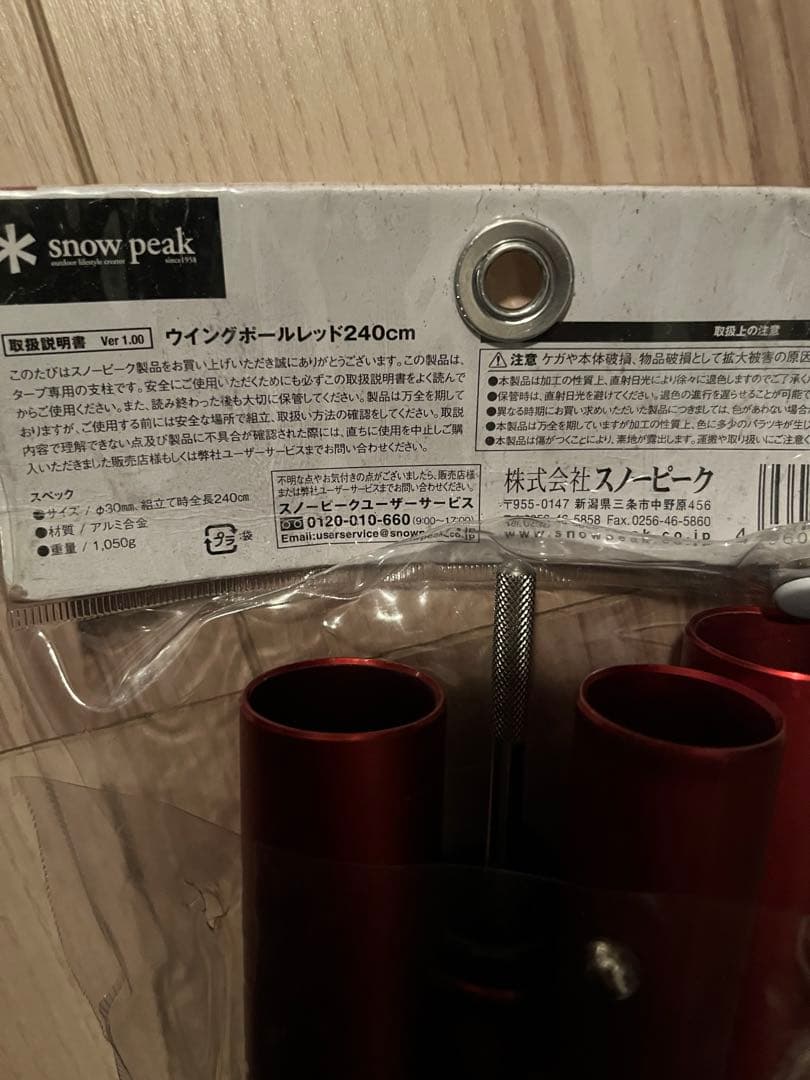 snow peak
outdoor lifestyle creator since1958
取扱説明書 Ver 1.00 ウイングポールレッド240cm
このたびはスノーピーク製品をお買い上げいただき誠にありがとうございます。この製品は、
タープ専用の支柱です。安全にご使用いただくためにも必ずこの取扱説明書をよく読んで
からご使用ください。また、読み終わった後も大切に保管してください。製品は万全を期して
おりますが、ご使用する前には安全な場所で組立、取扱い方法の確認をしてください。取説
内容で理解できない点及び製品に不具合が確認された際には、直ちに使用を中止しご購
入いただきました販売店様もしくは弊社ユーザーサービスまでお問い合わせください。
スペック
●サイズ / φ30mm、組立て時全長240cm
●材質 / アルミ合金
●重量 / 1,050g
プラ :袋
不明な点やお気付きの点がございましたら、販売店様
または弊社ユーザーサービスまでお問い合わせください。
スノーピークユーザーサービス
0120-010-660 (9:00〜17:00)
Email:userservice@snowpeak.co.jp
取扱上の注意
注意 ケガや本体破損、物品破損として拡大被害の原因
●本製品は加工の性質上、直射日光により徐々に退色しますのでご了承く
●保管時は、直射日光を避けてください。退色の進行を遅らせることが可能で
●異なる時期にお買い求めいただいた製品につきましては、色があわない場合
●本製品は万全を期していますが加工の性質上、色に多少のバラツキが生じ
●本製品は傷がつくことにより、素地が露出します。運搬や取り扱いにご注意く
株式会社スノーピーク
〒955-0147 新潟県三条市中野原456
5858 Fax.0256-46-5860
www.snowpeak.co.jp
4 960